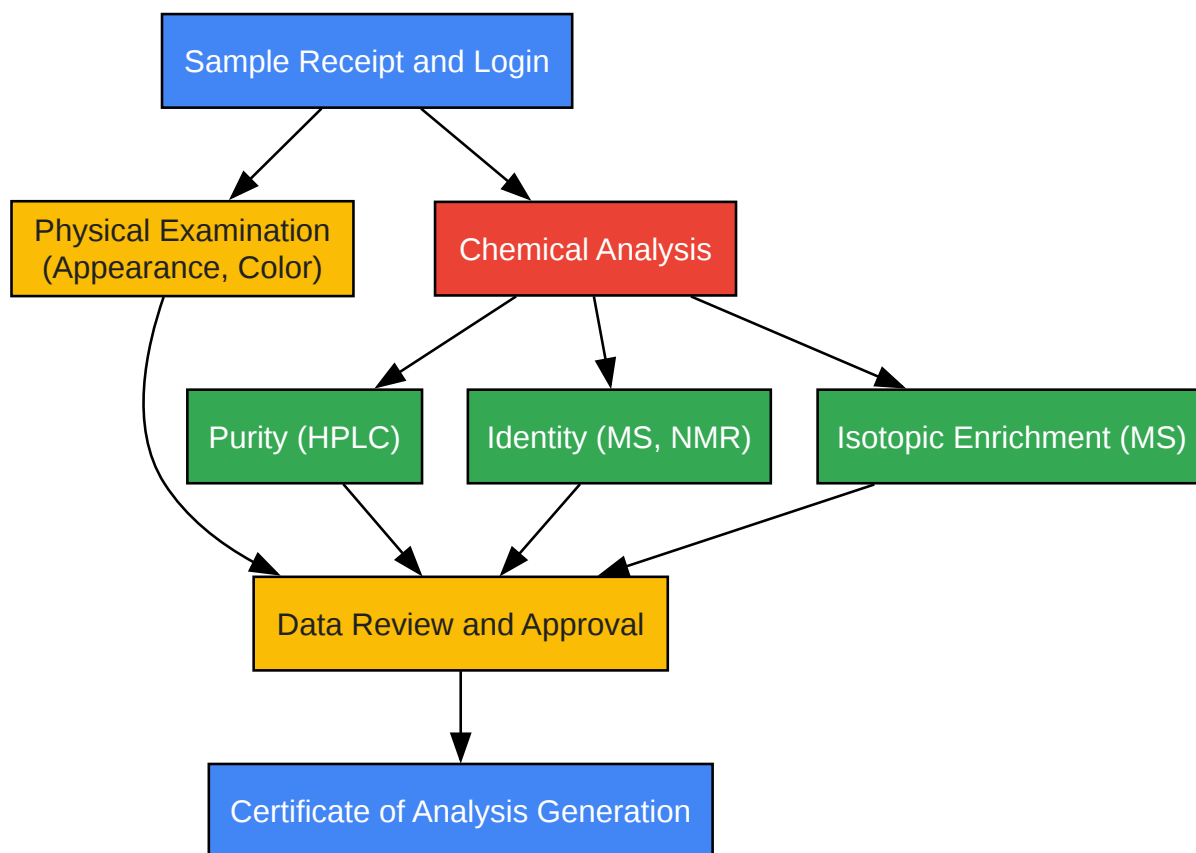 Sample Receipt and Login
Physical Examination
(Appearance, Color)
Chemical Analysis
Purity (HPLC)
Identity (MS, NMR)
Isotopic Enrichment (MS)
Data Review and Approval
Certificate of Analysis Generation